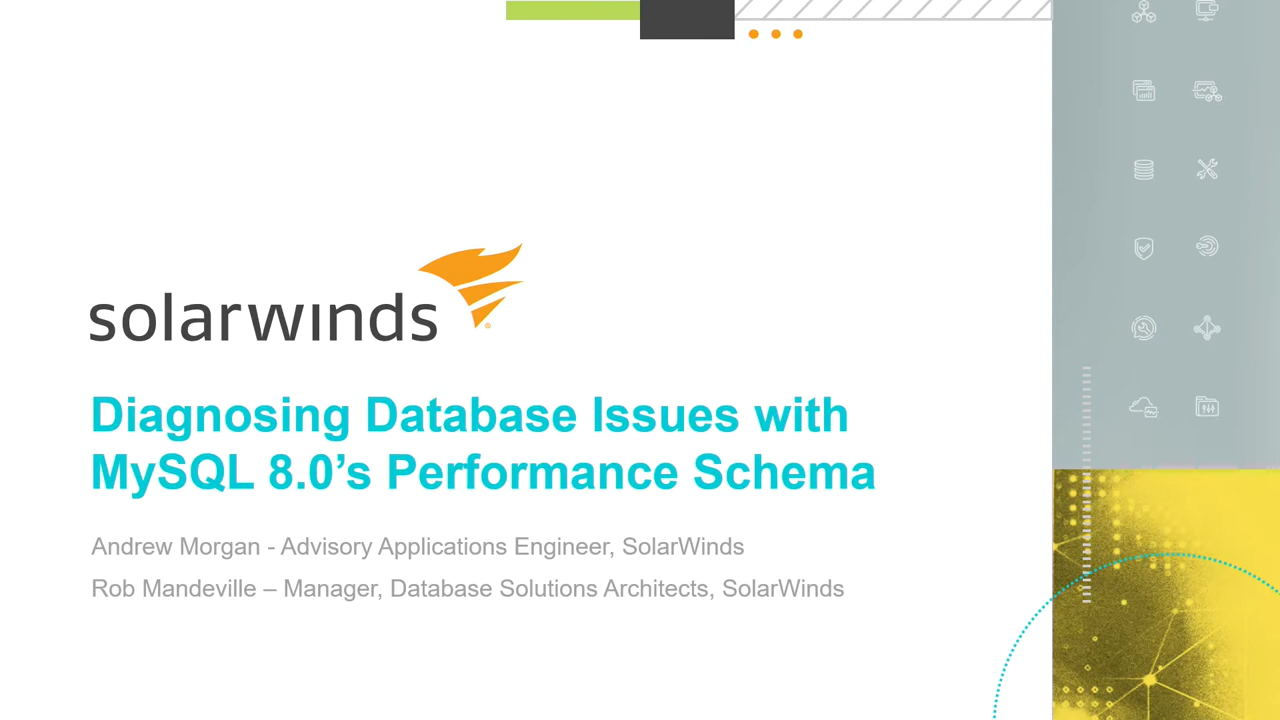 solarwinds
Diagnosing Database Issues with
MySQL 8.0’s Performance Schema
Andrew Morgan - Advisory Applications Engineer, SolarWinds
Rob Mandeville – Manager, Database Solutions Architects, SolarWinds